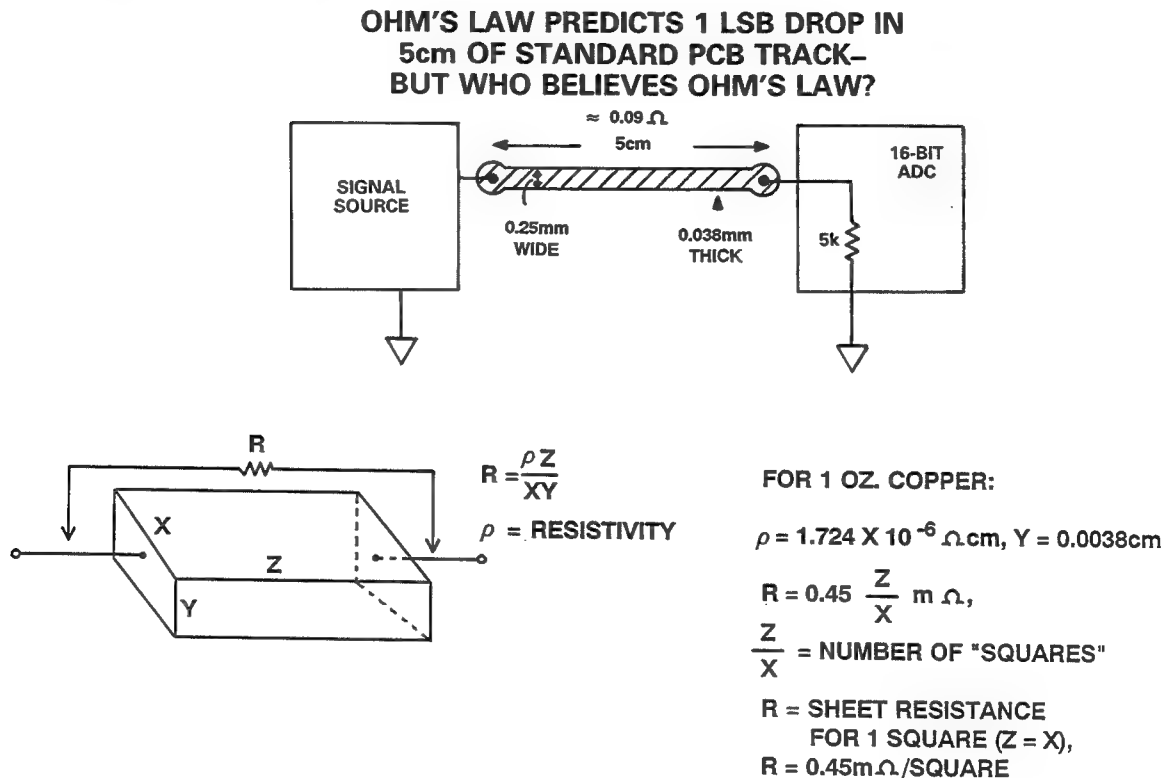 OHM'S LAW PREDICTS 1 LSB DROP IN
5cm OF STANDARD PCB TRACK–
BUT WHO BELIEVES OHM'S LAW?
≈ 0.09 Ω
5cm
SIGNAL
SOURCE
0.25mm
WIDE
0.038mm
THICK
16-BIT
ADC
5k
R
X
Z
Y
R = ρZ/XY
ρ = RESISTIVITY
FOR 1 OZ. COPPER:
ρ = 1.724 X 10⁻⁶ Ωcm, Y = 0.0038cm
R = 0.45 Z/X mΩ,
Z/X = NUMBER OF "SQUARES"
R = SHEET RESISTANCE
FOR 1 SQUARE (Z = X),
R = 0.45mΩ/SQUARE